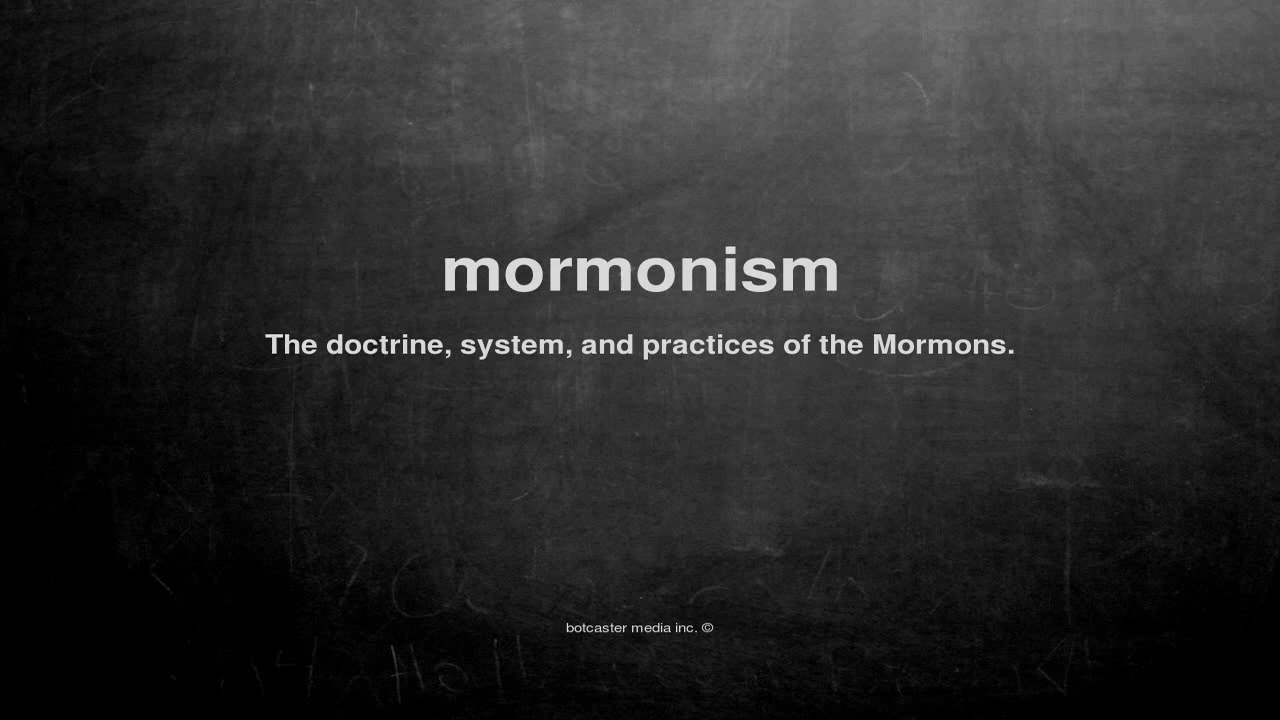 mormonism
The doctrine, system, and practices of the Mormons.
botcaster media inc. ©